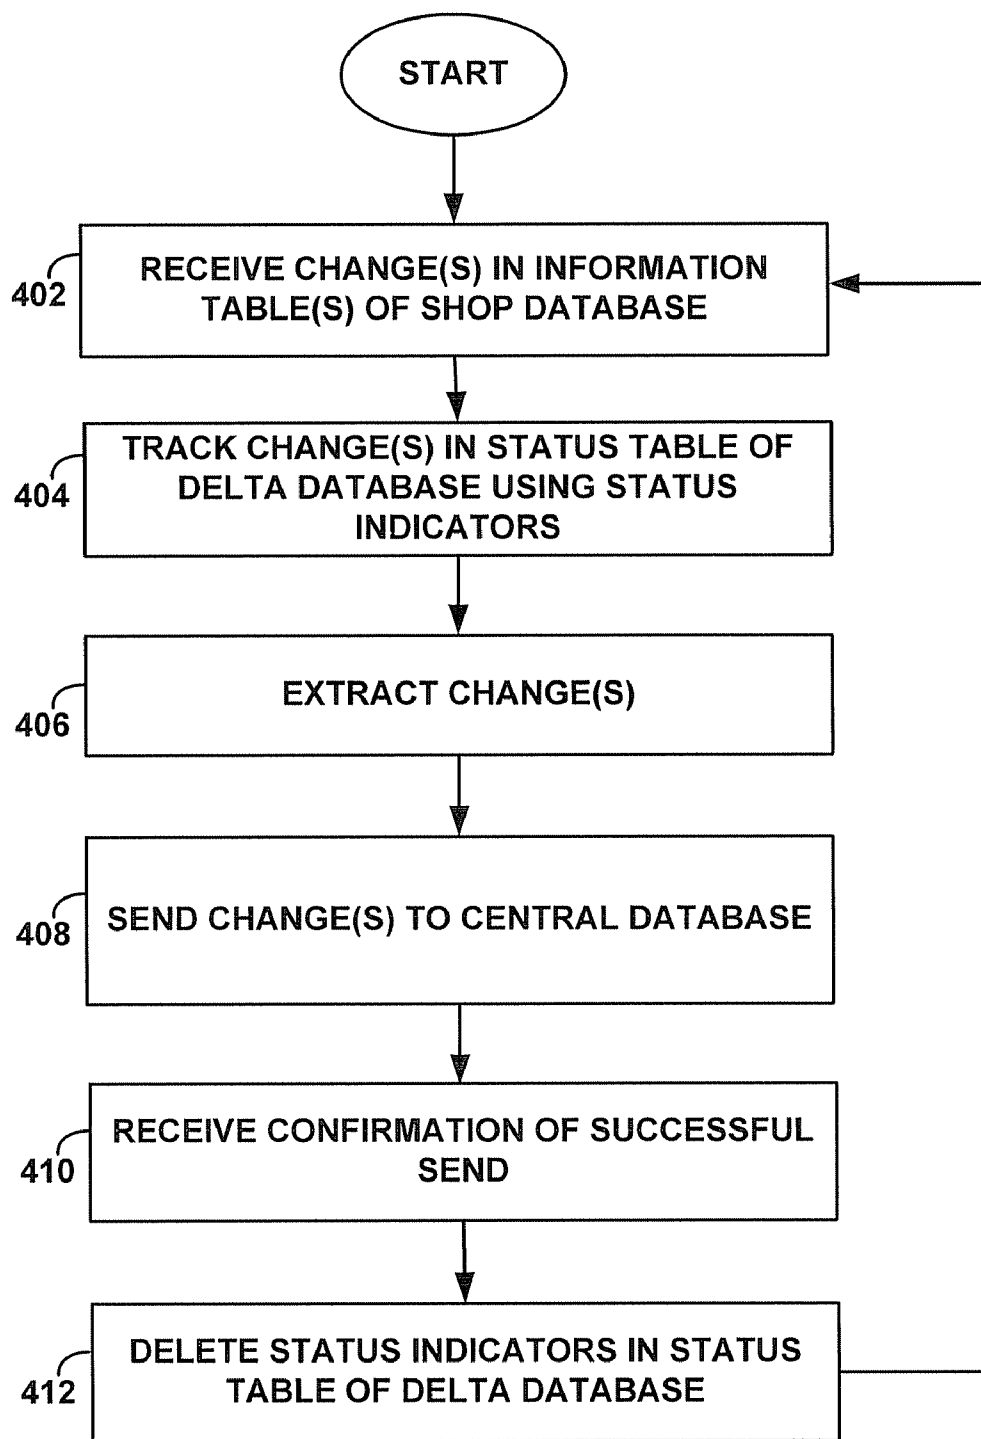 START
402
RECEIVE CHANGE(S) IN INFORMATION
TABLE(S) OF SHOP DATABASE
404
TRACK CHANGE(S) IN STATUS TABLE OF
DELTA DATABASE USING STATUS
INDICATORS
406
EXTRACT CHANGE(S)
408
SEND CHANGE(S) TO CENTRAL DATABASE
410
RECEIVE CONFIRMATION OF SUCCESSFUL
SEND
412
DELETE STATUS INDICATORS IN STATUS
TABLE OF DELTA DATABASE